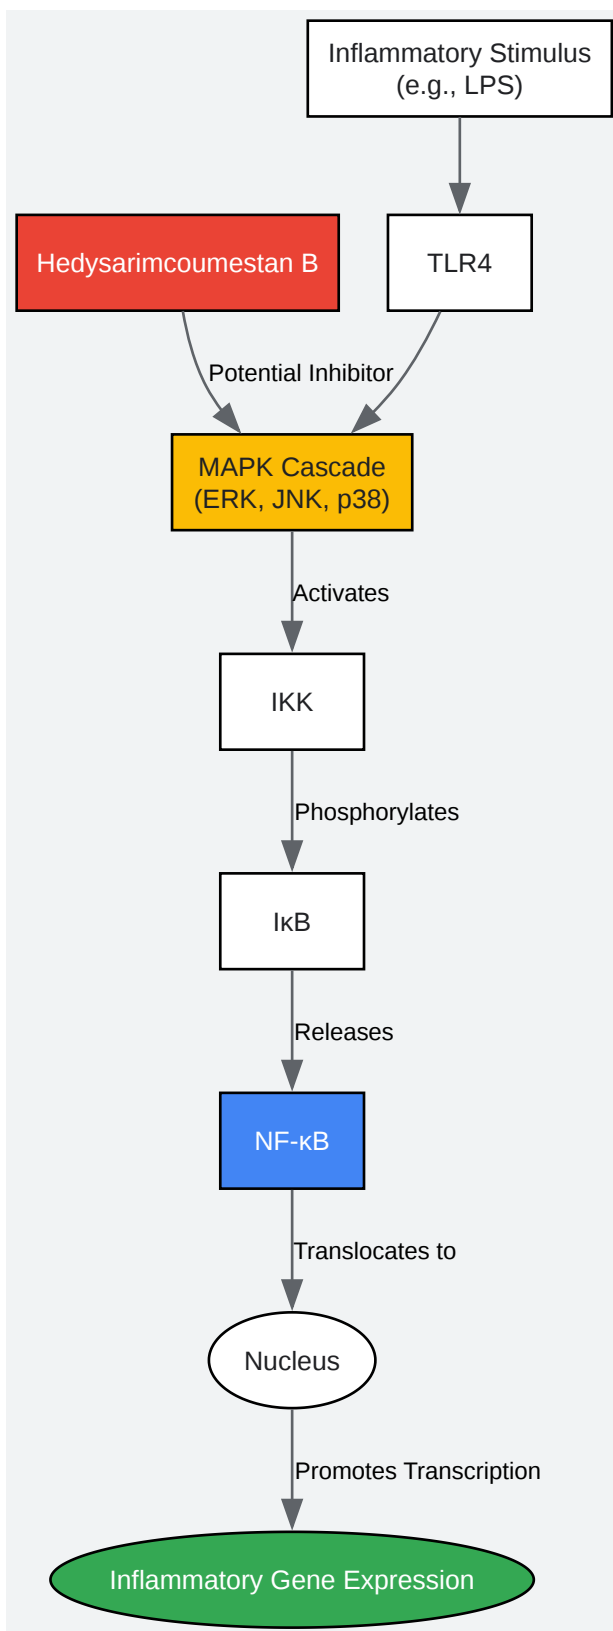 Inflammatory Stimulus
(e.g., LPS)
Hedysarimcoumestan B
TLR4
Potential Inhibitor
MAPK Cascade
(ERK, JNK, p38)
Activates
IKK
Phosphorylates
IκB
Releases
NF-κB
Translocates to
Nucleus
Promotes Transcription
Inflammatory Gene Expression